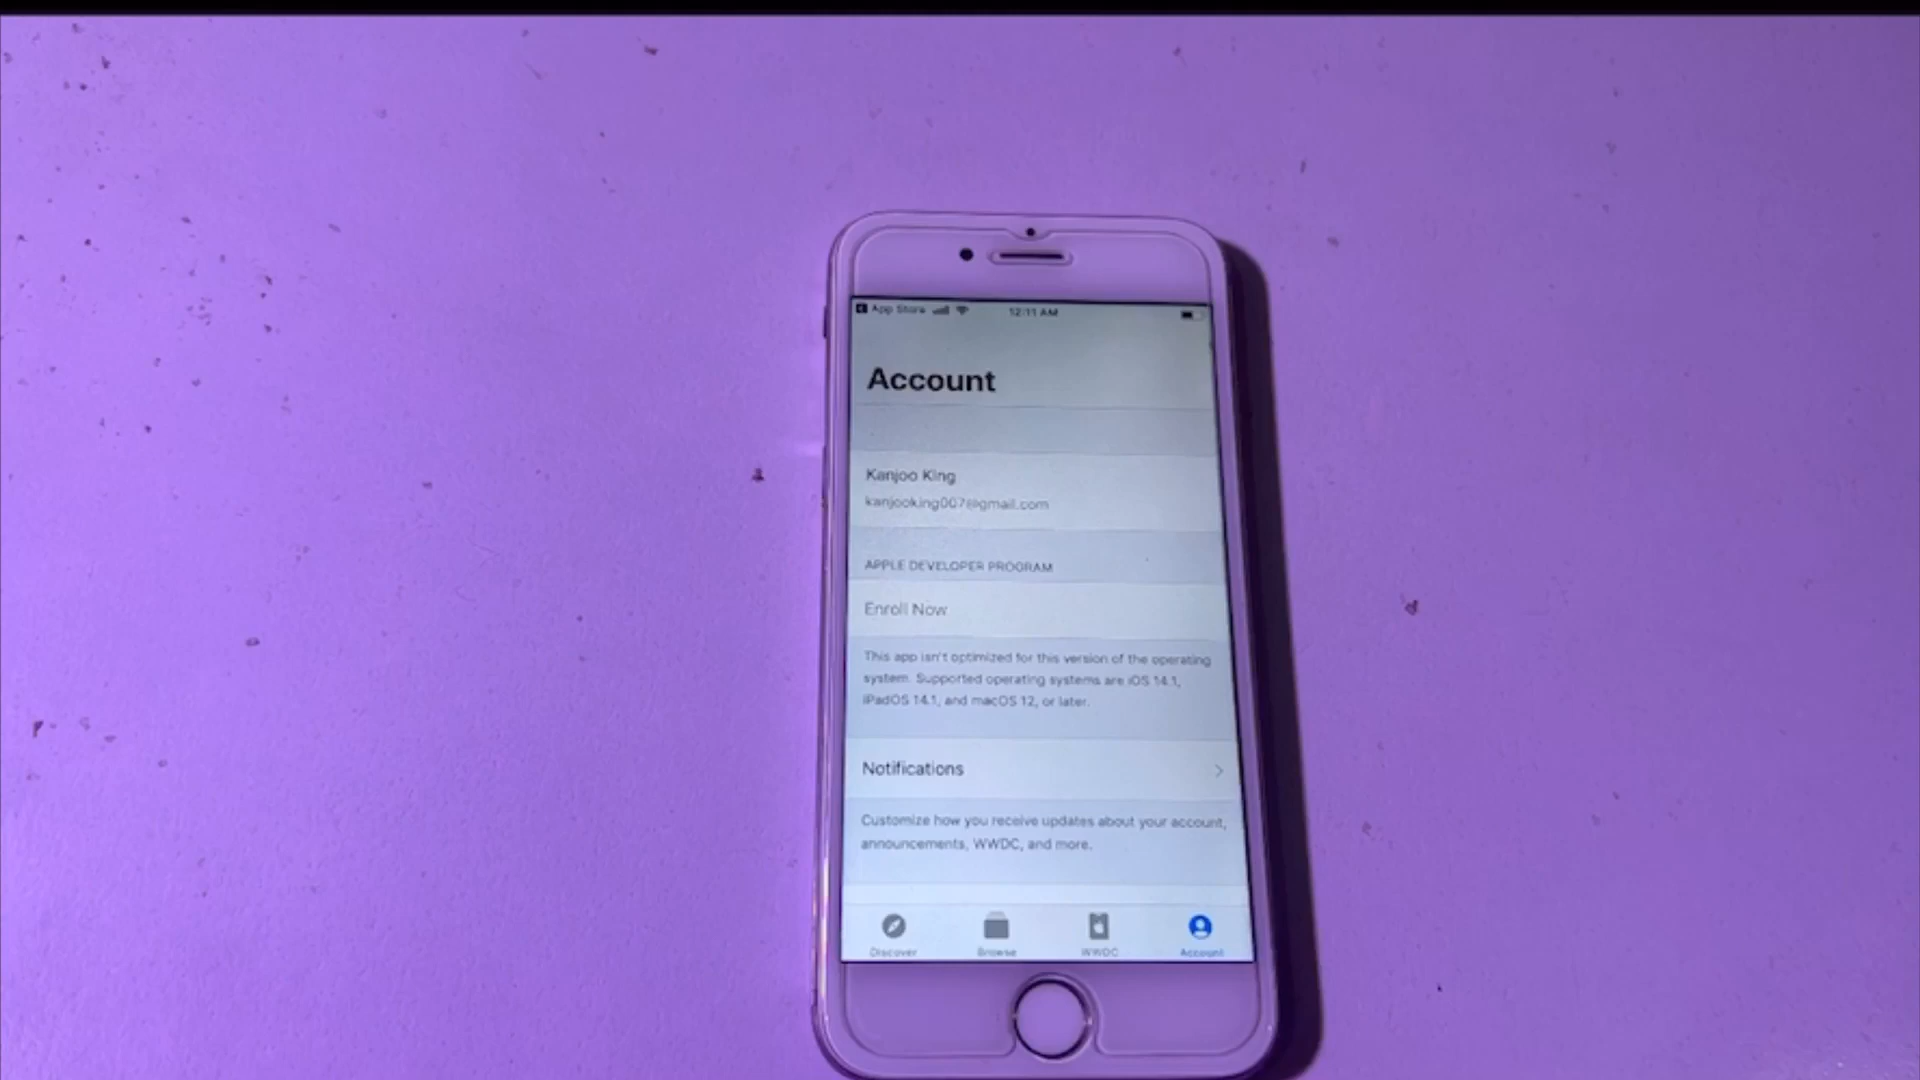 App Store
12:11 AM
Account
Kanjoo King
kanjooking007@gmail.com
APPLE DEVELOPER PROGRAM
Enroll Now
This app isn't optimized for this version of the operating
system. Supported operating systems are iOS 14.1,
iPadOS 14.1, and macOS 12, or later.
Notifications
Customize how you receive updates about your account,
announcements, WWDC, and more.
Discover
Browse
WWDC
Account